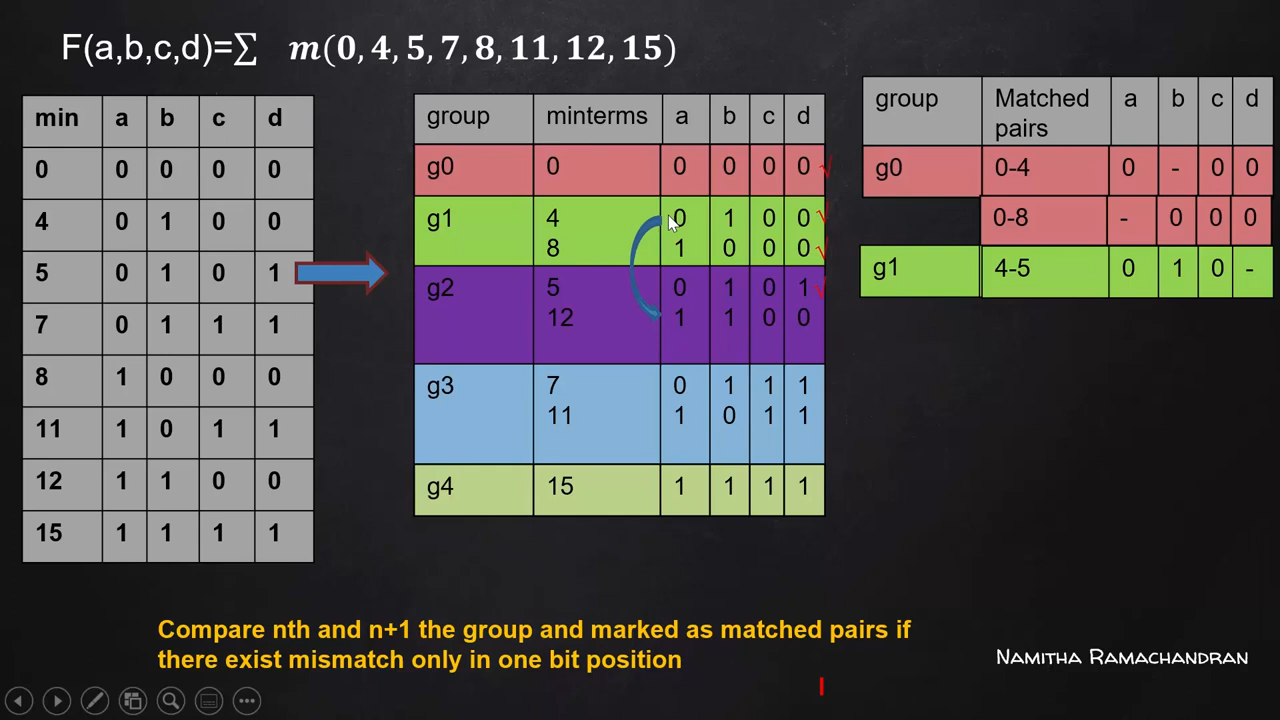 F(a,b,c,d)=∑ m(0, 4, 5, 7, 8, 11, 12, 15)
min a b c d
0 0 0 0 0
4 0 1 0 0
5 0 1 0 1
7 0 1 1 1
8 1 0 0 0
11 1 0 1 1
12 1 1 0 0
15 1 1 1 1
group minterms a b c d
g0 0 0 0 0 0 √
g1 4 0 1 0 0 √
8 1 0 0 0 √
g2 5 0 1 0 1 √
12 1 1 0 0
g3 7 0 1 1 1
11 1 0 1 1
g4 15 1 1 1 1
group Matched a b c d
pairs
g0 0-4 0 - 0 0
0-8 - 0 0 0
g1 4-5 0 1 0 -
Compare nth and n+1 the group and marked as matched pairs if
there exist mismatch only in one bit position
Namitha Ramachandran